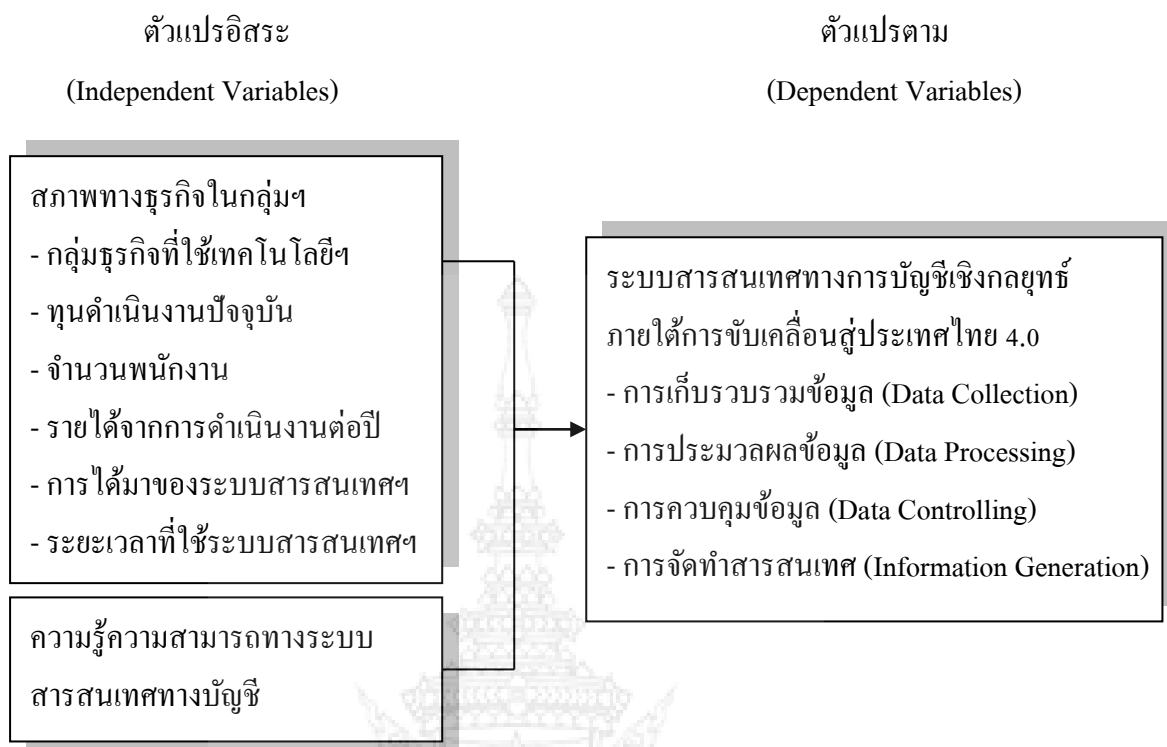 ตัวแปรอิสระ
(Independent Variables)
สภาพทางธุรกิจในกลุ่มฯ
- กลุ่มธุรกิจที่ใช้เทคโนโลยีฯ
- ทุนดำเนินงานปัจจุบัน
- จำนวนพนักงาน
- รายได้จากการดำเนินงานต่อปี
- การได้มาของระบบสารสนเทศฯ
- ระยะเวลาที่ใช้ระบบสารสนเทศฯ
ความรู้ความสามารถทางระบบ
สารสนเทศทางบัญชี
ตัวแปรตาม
(Dependent Variables)
ระบบสารสนเทศทางการบัญชีเชิงกลยุทธ์
ภายใต้การขับเคลื่อนสู่ประเทศไทย 4.0
- การเก็บรวบรวมข้อมูล (Data Collection)
- การประมวลผลข้อมูล (Data Processing)
- การควบคุมข้อมูล (Data Controlling)
- การจัดทำสารสนเทศ (Information Generation)